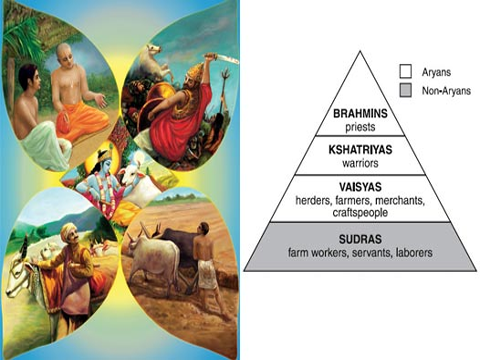 Aryans
Non-Aryans
BRAHMINS
priests
KSHATRIYAS
warriors
VAISYAS
herders, farmers, merchants,
craftspeople
SUDRAS
farm workers, servants, laborers